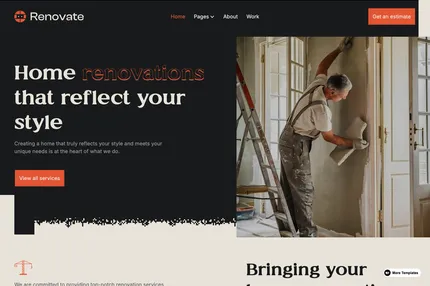 Renovate
Home
Pages
About
Work
Get an estimate
Home renovations
that reflect your
style
Creating a home that truly reflects your style and meets your
unique needs is at the heart of what we do.
View all services
Bringing your
We are committed to providing top-notch renovating services
More Templates